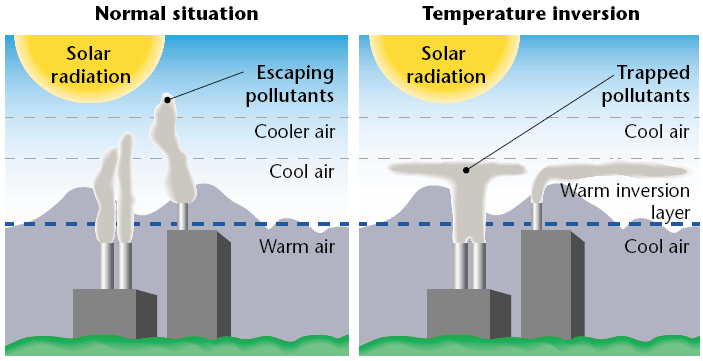 Normal situation
Solar
radiation
Escaping
pollutants
Cooler air
Cool air
Warm air
Temperature inversion
Solar
radiation
Trapped
pollutants
Cool air
Warm inversion
layer
Cool air